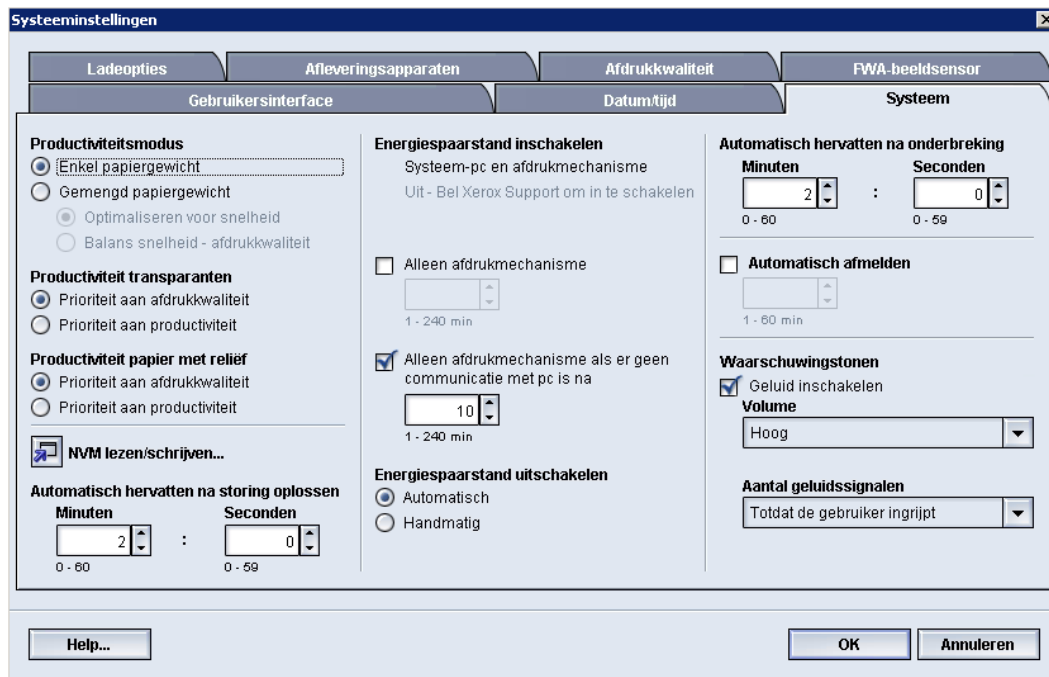 Systeeminstellingen
Ladeopties
Afleveringsapparaten
Afdrukkwaliteit
FWA-beeldsensor
Gebruikersinterface
Datum/tijd
Systeem
Productiviteitsmodus
Enkel papiergewicht
Gemengd papiergewicht
Optimaliseren voor snelheid
Balans snelheid - afdrukkwaliteit
Productiviteit transparanten
Prioriteit aan afdrukkwaliteit
Prioriteit aan productiviteit
Productiviteit papier met reliëf
Prioriteit aan afdrukkwaliteit
Prioriteit aan productiviteit
NVM lezen/schrijven...
Automatisch hervatten na storing oplossen
Minuten Seconden
2 : 0
0 - 60 0 - 59
Energiespaarstand inschakelen
Systeem-pc en afdrukmechanisme
Uit - Bel Xerox Support om in te schakelen
Alleen afdrukmechanisme
1 - 240 min
Alleen afdrukmechanisme als er geen
communicatie met pc is na
10
1 - 240 min
Energiespaarstand uitschakelen
Automatisch
Handmatig
Automatisch hervatten na onderbreking
Minuten Seconden
2 : 0
0 - 60 0 - 59
Automatisch afmelden
1 - 60 min
Waarschuwingstonen
Geluid inschakelen
Volume
Hoog
Aantal geluidssignalen
Totdat de gebruiker ingrijpt
Help...
OK
Annuleren